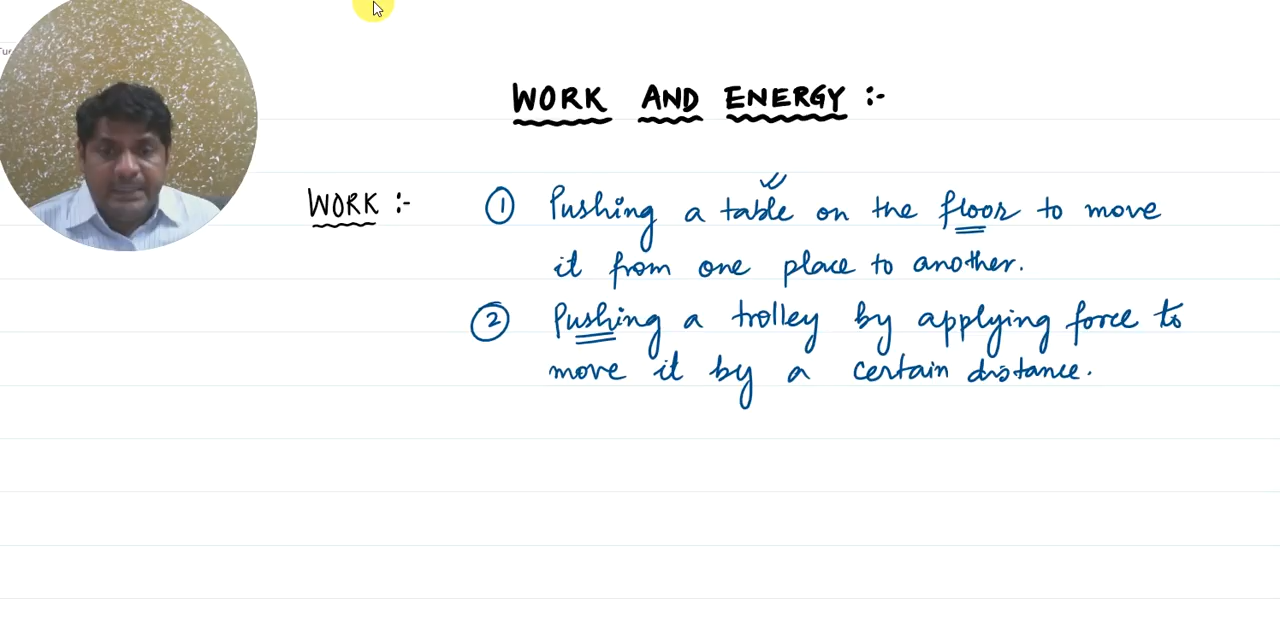 Tue
WORK AND ENERGY :-
WORK :- ① Pushing a table on the floor to move
it from one place to another.
② Pushing a trolley by applying force to
move it by a certain distance.